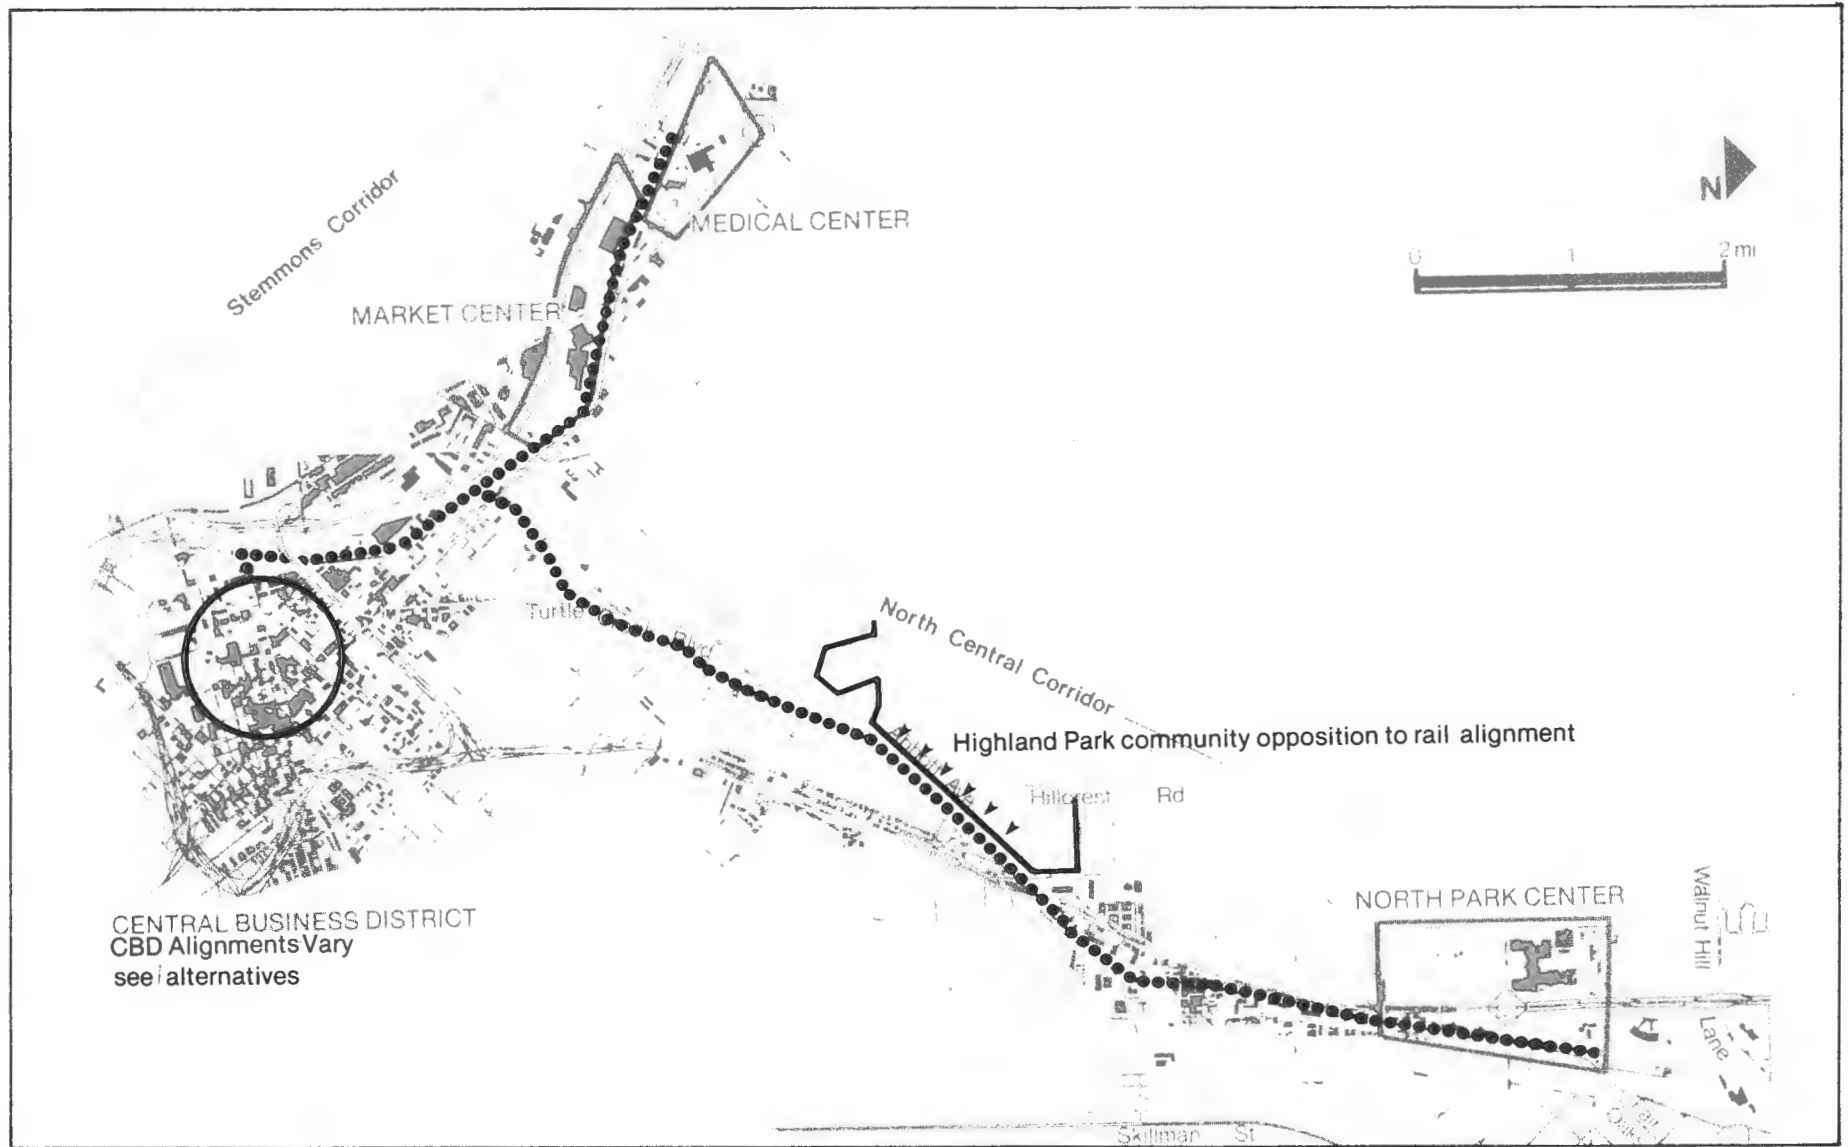 Stemmons Corridor
MEDICAL CENTER
MARKET CENTER
N
0 1 2 mi
Turtle Blvd
North Central Corridor
Highland Park community opposition to rail alignment
Hillcrest Rd
CENTRAL BUSINESS DISTRICT
CBD Alignments Vary
see alternatives
NORTH PARK CENTER
Walnut Hill
Lane
Skillman St